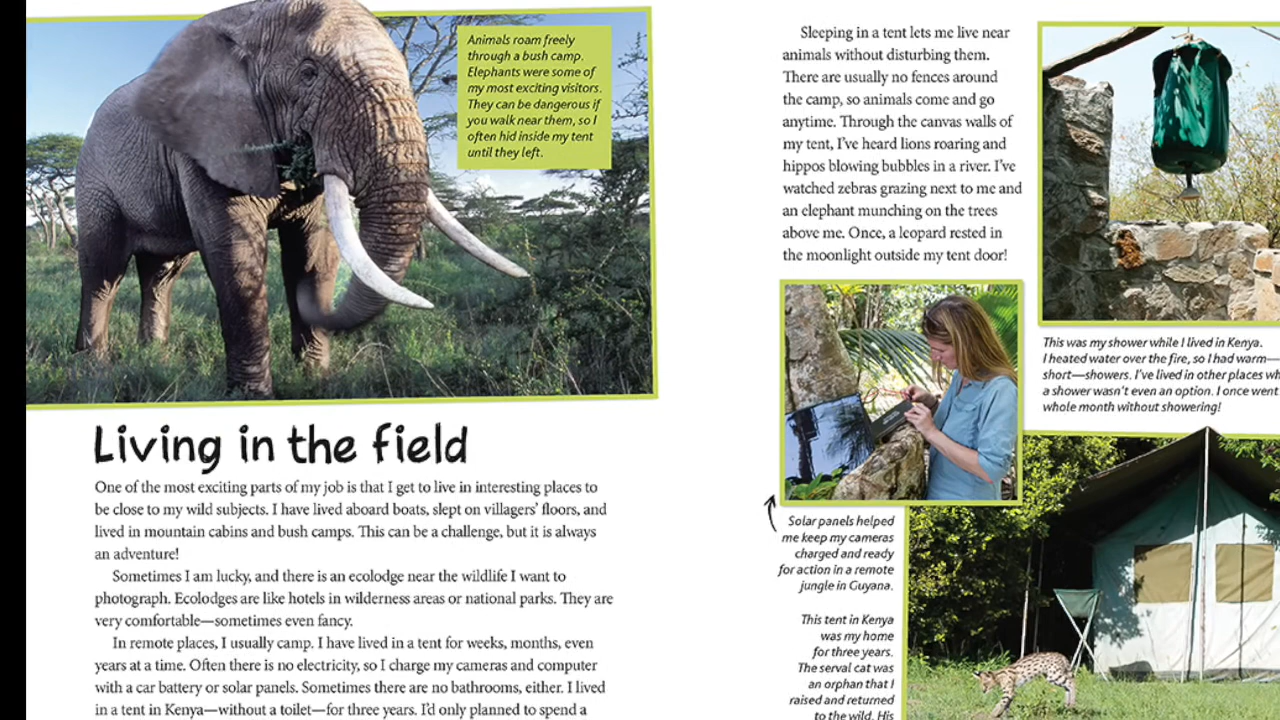 Animals roam freely
through a bush camp.
Elephants were some of
my most exciting visitors.
They can be dangerous if
you walk near them, so I
often hid inside my tent
until they left.
Living in the field
One of the most exciting parts of my job is that I get to live in interesting places to
be close to my wild subjects. I have lived aboard boats, slept on villagers' floors, and
lived in mountain cabins and bush camps. This can be a challenge, but it is always
an adventure!
Sometimes I am lucky, and there is an ecolodge near the wildlife I want to
photograph. Ecolodges are like hotels in wilderness areas or national parks. They are
very comfortable—sometimes even fancy.
In remote places, I usually camp. I have lived in a tent for weeks, months, even
years at a time. Often there is no electricity, so I charge my cameras and computer
with a car battery or solar panels. Sometimes there are no bathrooms, either. I lived
in a tent in Kenya—without a toilet—for three years. I'd only planned to spend a
Sleeping in a tent lets me live near
animals without disturbing them.
There are usually no fences around
the camp, so animals come and go
anytime. Through the canvas walls of
my tent, I've heard lions roaring and
hippos blowing bubbles in a river. I've
watched zebras grazing next to me and
an elephant munching on the trees
above me. Once, a leopard rested in
the moonlight outside my tent door!
This was my shower while I lived in Kenya.
I heated water over the fire, so I had warm—
short—showers. I've lived in other places wh
a shower wasn't even an option. I once went
whole month without showering!
Solar panels helped
me keep my cameras
charged and ready
for action in a remote
jungle in Guyana.
This tent in Kenya
was my home
for three years.
The serval cat was
an orphan that I
raised and returned
to the wild. His